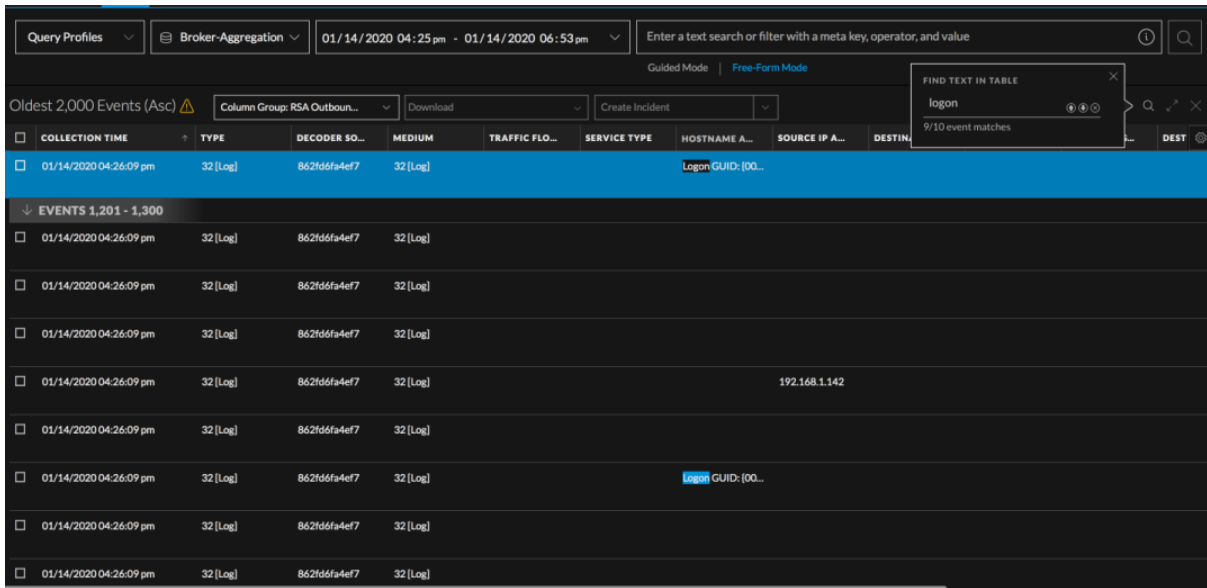 Query Profiles Broker-Aggregation 01/14/2020 04:25 pm - 01/14/2020 06:53 pm Enter a text search or filter with a meta key, operator, and value
Guided Mode | Free-Form Mode
FIND TEXT IN TABLE
logon
9/10 event matches
Oldest 2,000 Events (Asc) Column Group: RSA Outboun... Download Create Incident
COLLECTION TIME TYPE DECODER SO... MEDIUM TRAFFIC FLO... SERVICE TYPE HOSTNAME A... SOURCE IP A... DESTINA DEST
01/14/2020 04:26:09 pm 32 [Log] 862fd6fa4ef7 32 [Log] Logon GUID: {00...
EVENTS 1,201 - 1,300
01/14/2020 04:26:09 pm 32 [Log] 862fd6fa4ef7 32 [Log]
01/14/2020 04:26:09 pm 32 [Log] 862fd6fa4ef7 32 [Log]
01/14/2020 04:26:09 pm 32 [Log] 862fd6fa4ef7 32 [Log]
01/14/2020 04:26:09 pm 32 [Log] 862fd6fa4ef7 32 [Log] 192.168.1.142
01/14/2020 04:26:09 pm 32 [Log] 862fd6fa4ef7 32 [Log]
01/14/2020 04:26:09 pm 32 [Log] 862fd6fa4ef7 32 [Log] Logon GUID: {00...
01/14/2020 04:26:09 pm 32 [Log] 862fd6fa4ef7 32 [Log]
01/14/2020 04:26:09 pm 32 [Log] 862fd6fa4ef7 32 [Log]